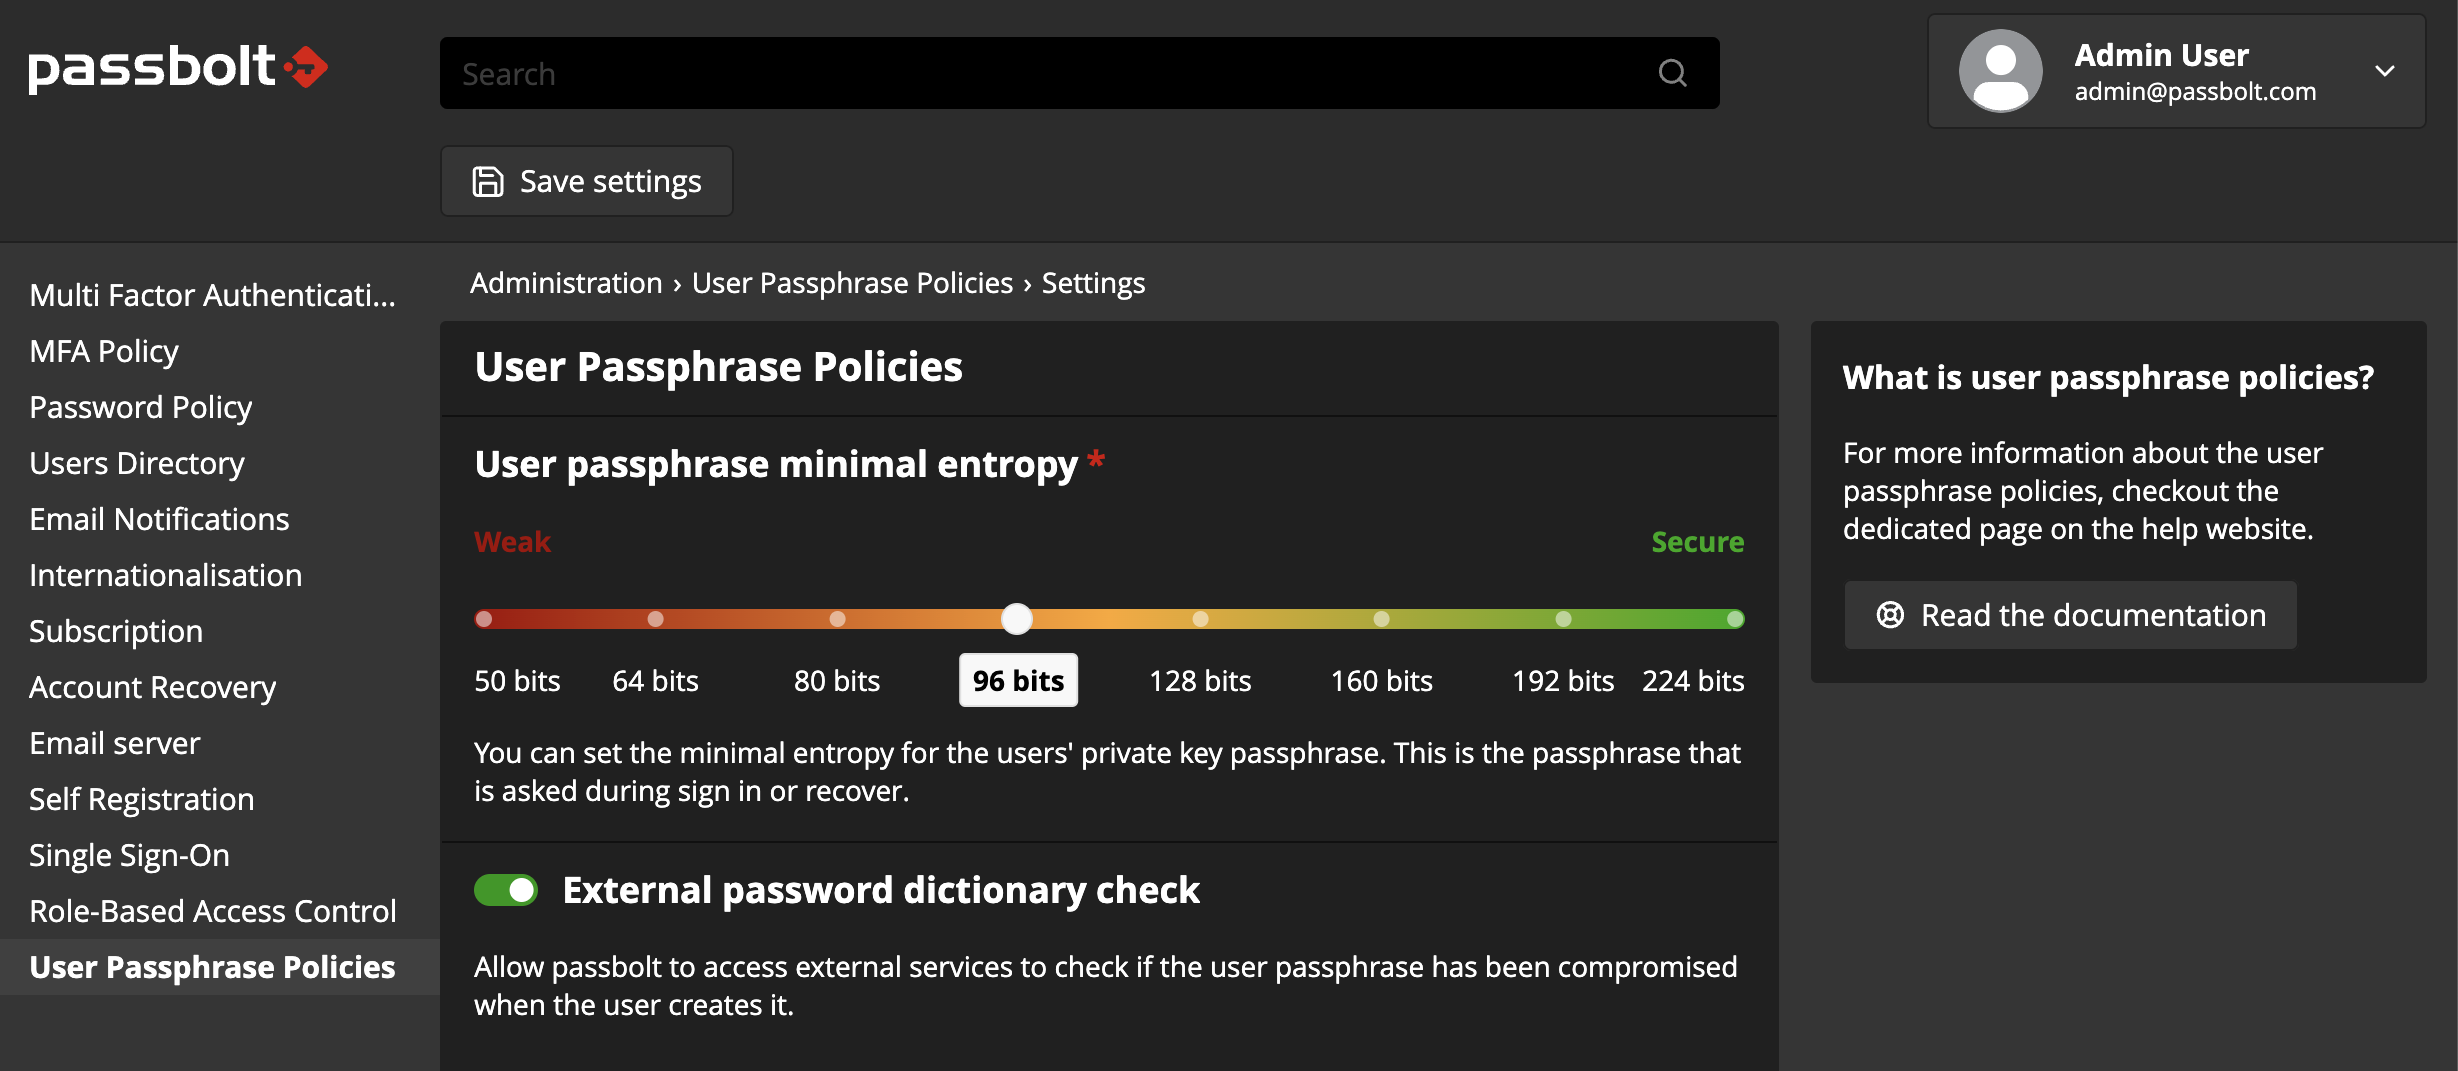 passbolt
Search
Admin User
admin@passbolt.com
Save settings
Multi Factor Authenticati...
MFA Policy
Password Policy
Users Directory
Email Notifications
Internationalisation
Subscription
Account Recovery
Email server
Self Registration
Single Sign-On
Role-Based Access Control
User Passphrase Policies
Administration › User Passphrase Policies › Settings
User Passphrase Policies
User passphrase minimal entropy *
Weak
Secure
50 bits 64 bits 80 bits 96 bits 128 bits 160 bits 192 bits 224 bits
You can set the minimal entropy for the users' private key passphrase. This is the passphrase that
is asked during sign in or recover.
External password dictionary check
Allow passbolt to access external services to check if the user passphrase has been compromised
when the user creates it.
What is user passphrase policies?
For more information about the user
passphrase policies, checkout the
dedicated page on the help website.
Read the documentation